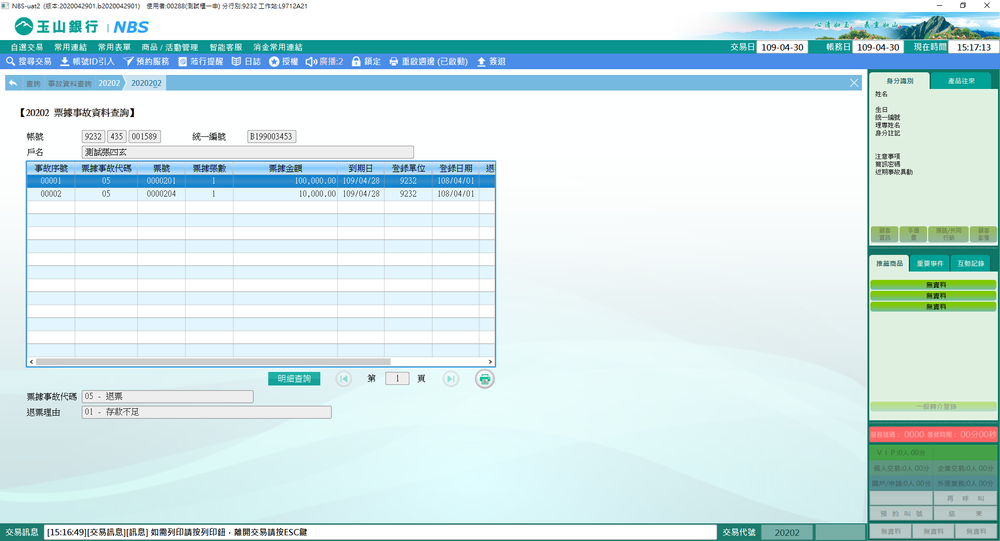 NBS-uat2 (版本:2020042901.b2020042901) 使用者:00288(測試櫃一申) 分行別:9232 工作站:L9712A21
玉山銀行 | NBS
心清如玉 義重如山
自選交易 常用連結 常用表單 商品 / 活動管理 智能客服 消金常用連結 交易日 109-04-30 帳務日 109-04-30 現在時間 15:17:13
搜尋交易 帳號ID引入 預約服務 蒞行提醒 日誌 授權 廣播:2 鎖定 重啟週邊 (已啟動) 簽退
查詢 事故資料查詢 20202 2020202
【20202 票據事故資料查詢】
帳號 9232 435 001589 統一編號 B199003453
戶名 測試張四玄
事故序號 票據事故代碼 票號 票據張數 票據金額 到期日 登錄單位 登錄日期 退
00001 05 0000201 1 100,000.00 109/04/28 9232 108/04/01
00002 05 0000204 1 10,000.00 109/04/28 9232 108/04/01
明細查詢 第 1 頁
票據事故代碼 05 - 退票
退票理由 01 - 存款不足
身分識別 產品往來
姓名
生日
統一編號
理專姓名
身分註記
注意事項
簡訊密碼
近期事故異動
顧客資訊 手續費 通路/共同行銷 顧客影像
推薦商品 重要事件 互動記錄
無資料
無資料
無資料
一般轉介登錄
服務號碼: 0000 等候時間: 00分00秒
ＶＩＰ:0人 00分
個人交易:0人 00分 企業交易:0人 00分
開戶/申請:0人 00分 外匯業務:0人 00分
再 呼 叫
預 約 叫 號 結 束
無資料 無資料 無資料
交易訊息 [15:16:49][交易訊息][訊息] 如需列印請按列印鈕，離開交易請按ESC鍵 交易代號 20202